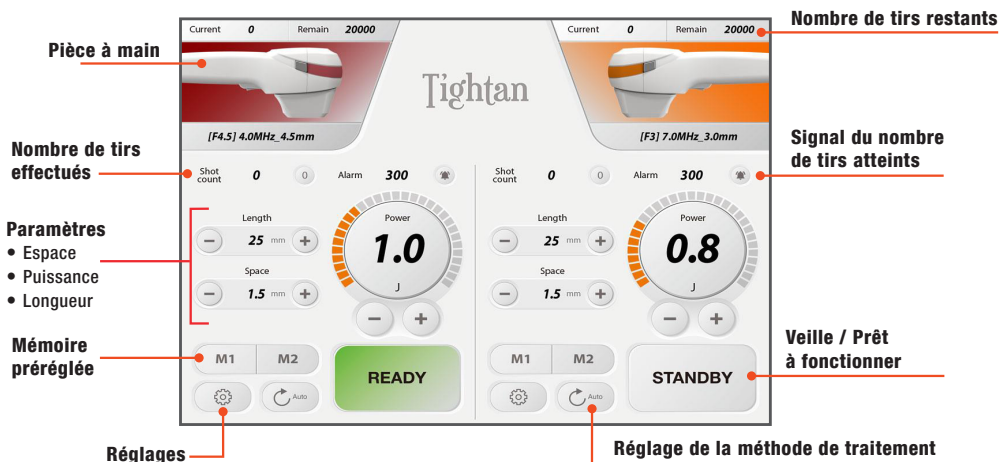 Nombre de tirs restants
Current 0 Remain 20000
Current 0 Remain 20000
Pièce à main
Tightan
[F4.5] 4.0MHz_4.5mm
[F3] 7.0MHz_3.0mm
Nombre de tirs
effectués
Signal du nombre
de tirs atteints
Shot
count
0
0
Alarm 300
Shot
count
0
0
Alarm 300
Paramètres
• Espace
• Puissance
• Longueur
Length
− 25 mm +
Space
− 1.5 mm +
Power
1.0
J
− +
Length
− 25 mm +
Space
− 1.5 mm +
Power
0.8
J
− +
Mémoire
préréglée
M1 M2
Auto
READY
M1 M2
Auto
STANDBY
Veille / Prêt
à fonctionner
Réglages
Réglage de la méthode de traitement